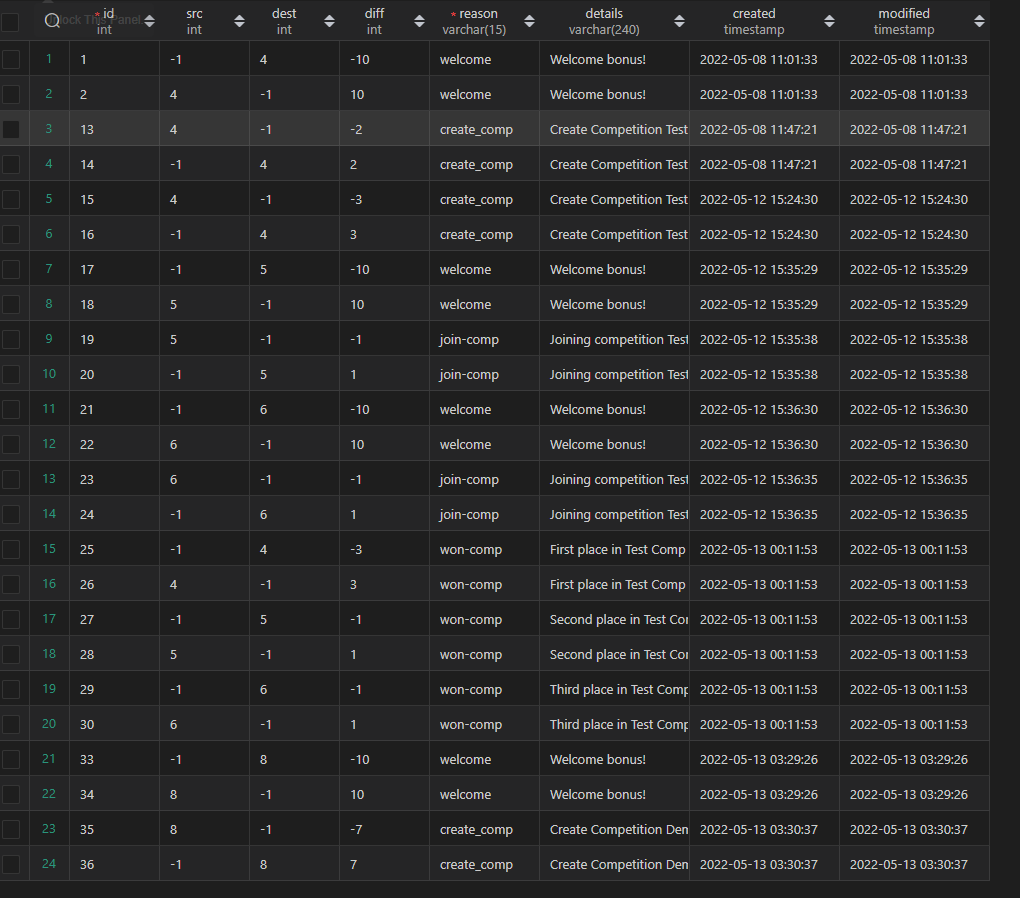 id src dest diff * reason details created modified
int int int int varchar(15) varchar(240) timestamp timestamp
1 1 -1 4 -10 welcome Welcome bonus! 2022-05-08 11:01:33 2022-05-08 11:01:33
2 2 4 -1 10 welcome Welcome bonus! 2022-05-08 11:01:33 2022-05-08 11:01:33
3 13 4 -1 -2 create_comp Create Competition Test 2022-05-08 11:47:21 2022-05-08 11:47:21
4 14 -1 4 2 create_comp Create Competition Test 2022-05-08 11:47:21 2022-05-08 11:47:21
5 15 4 -1 -3 create_comp Create Competition Test 2022-05-12 15:24:30 2022-05-12 15:24:30
6 16 -1 4 3 create_comp Create Competition Test 2022-05-12 15:24:30 2022-05-12 15:24:30
7 17 -1 5 -10 welcome Welcome bonus! 2022-05-12 15:35:29 2022-05-12 15:35:29
8 18 5 -1 10 welcome Welcome bonus! 2022-05-12 15:35:29 2022-05-12 15:35:29
9 19 5 -1 -1 join-comp Joining competition Test 2022-05-12 15:35:38 2022-05-12 15:35:38
10 20 -1 5 1 join-comp Joining competition Test 2022-05-12 15:35:38 2022-05-12 15:35:38
11 21 -1 6 -10 welcome Welcome bonus! 2022-05-12 15:36:30 2022-05-12 15:36:30
12 22 6 -1 10 welcome Welcome bonus! 2022-05-12 15:36:30 2022-05-12 15:36:30
13 23 6 -1 -1 join-comp Joining competition Test 2022-05-12 15:36:35 2022-05-12 15:36:35
14 24 -1 6 1 join-comp Joining competition Test 2022-05-12 15:36:35 2022-05-12 15:36:35
15 25 -1 4 -3 won-comp First place in Test Comp 2022-05-13 00:11:53 2022-05-13 00:11:53
16 26 4 -1 3 won-comp First place in Test Comp 2022-05-13 00:11:53 2022-05-13 00:11:53
17 27 -1 5 -1 won-comp Second place in Test Co 2022-05-13 00:11:53 2022-05-13 00:11:53
18 28 5 -1 1 won-comp Second place in Test Co 2022-05-13 00:11:53 2022-05-13 00:11:53
19 29 -1 6 -1 won-comp Third place in Test Comp 2022-05-13 00:11:53 2022-05-13 00:11:53
20 30 6 -1 1 won-comp Third place in Test Comp 2022-05-13 00:11:53 2022-05-13 00:11:53
21 33 -1 8 -10 welcome Welcome bonus! 2022-05-13 03:29:26 2022-05-13 03:29:26
22 34 8 -1 10 welcome Welcome bonus! 2022-05-13 03:29:26 2022-05-13 03:29:26
23 35 8 -1 -7 create_comp Create Competition Den 2022-05-13 03:30:37 2022-05-13 03:30:37
24 36 -1 8 7 create_comp Create Competition Den 2022-05-13 03:30:37 2022-05-13 03:30:37